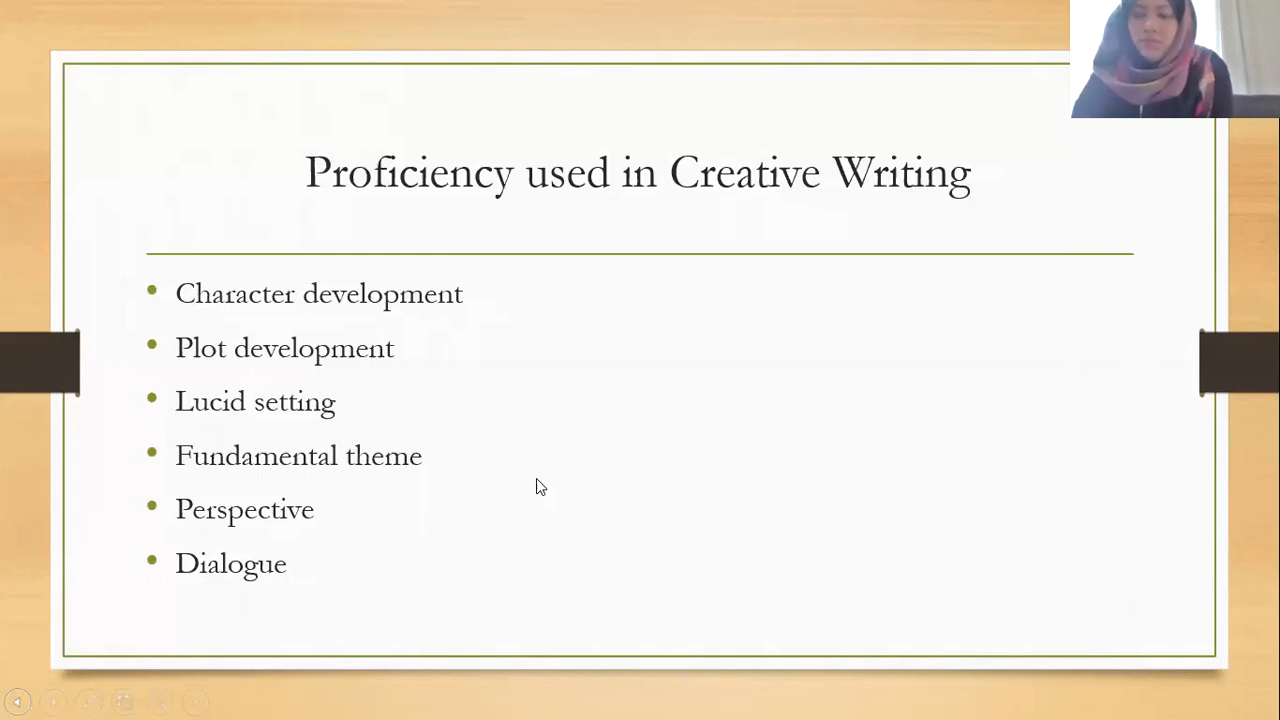 Proficiency used in Creative Writing
Character development
Plot development
Lucid setting
Fundamental theme
Perspective
Dialogue